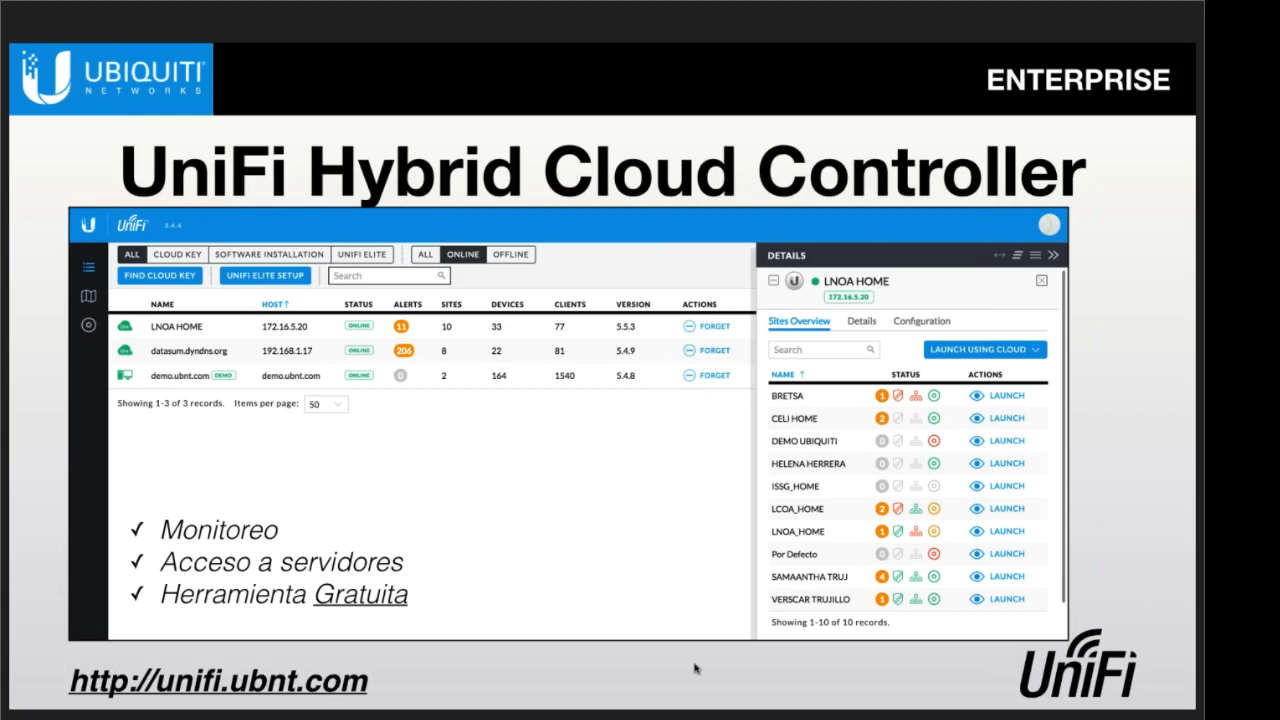 UBIQUITI
NETWORKS
ENTERPRISE
UniFi Hybrid Cloud Controller
UniFi 3.4.4
ALL CLOUD KEY SOFTWARE INSTALLATION UNIFI ELITE ALL ONLINE OFFLINE
FIND CLOUD KEY UNIFI ELITE SETUP Search
NAME HOST↑ STATUS ALERTS SITES DEVICES CLIENTS VERSION ACTIONS
LNOA HOME 172.16.5.20 ONLINE 11 10 33 77 5.5.3 FORGET
datasum.dyndns.org 192.168.1.17 ONLINE 206 8 22 81 5.4.9 FORGET
demo.ubnt.com DEMO demo.ubnt.com ONLINE 0 2 164 1540 5.4.8 FORGET
Showing 1-3 of 3 records. Items per page: 50
DETAILS
LNOA HOME
172.16.5.20
Sites Overview Details Configuration
Search LAUNCH USING CLOUD
NAME ↑ STATUS ACTIONS
BRETSA 1 LAUNCH
CELI HOME 2 LAUNCH
DEMO UBIQUITI 0 LAUNCH
HELENA HERRERA 0 LAUNCH
ISSG_HOME 0 LAUNCH
LCOA_HOME 2 LAUNCH
LNOA_HOME 1 LAUNCH
Por Defecto 0 LAUNCH
SAMAANTHA TRUJ 4 LAUNCH
VERSCAR TRUJILLO 1 LAUNCH
Showing 1-10 of 10 records.
✓ Monitoreo
✓ Acceso a servidores
✓ Herramienta Gratuita
http://unifi.ubnt.com
UniFi